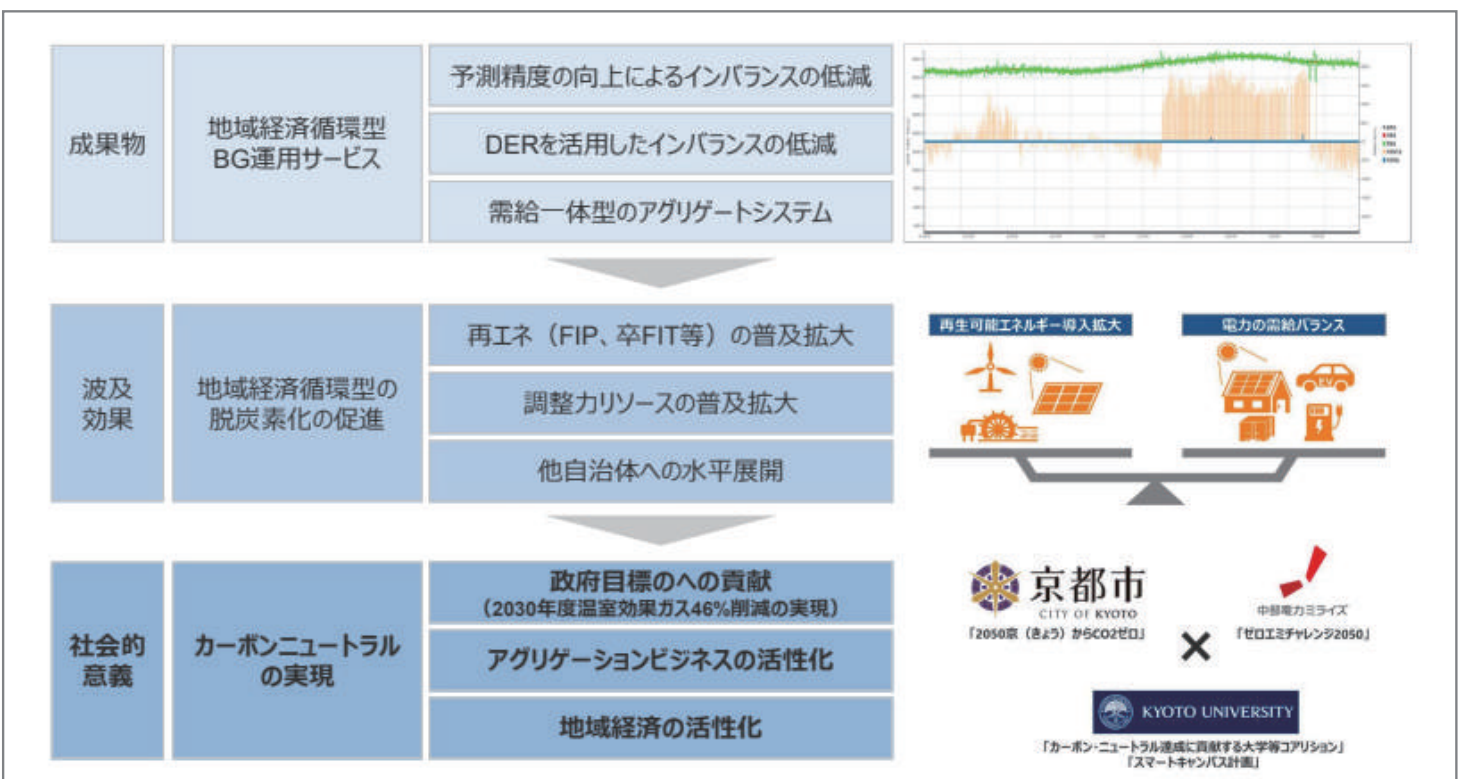 成果物
地域経済循環型
BG運用サービス
予測精度の向上によるインバランスの低減
DERを活用したインバランスの低減
需給一体型のアグリゲートシステム
波及
効果
地域経済循環型の
脱炭素化の促進
再エネ（FIP、卒FIT等）の普及拡大
調整力リソースの普及拡大
他自治体への水平展開
再生可能エネルギー導入拡大
電力の需給バランス
EV
社会的
意義
カーボンニュートラル
の実現
政府目標のへの貢献
（2030年度温室効果ガス46%削減の実現）
アグリゲーションビジネスの活性化
地域経済の活性化
京都市
CITY OF KYOTO
「2050京（きょう）からCO2ゼロ」
×
中部電力ミライズ
「ゼロエミチャレンジ2050」
KYOTO UNIVERSITY
「カーボン・ニュートラル達成に貢献する大学等コアリション」
「スマートキャンパス計画」